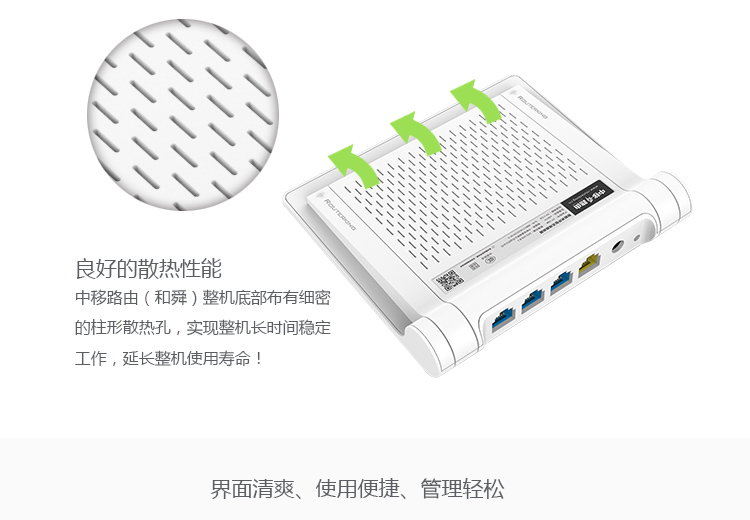 ROUTERKING
ROUTERKING
良好的散热性能
中移路由（和舜）整机底部布有细密
的柱形散热孔，实现整机长时间稳定
工作，延长整机使用寿命！
界面清爽、使用便捷、管理轻松